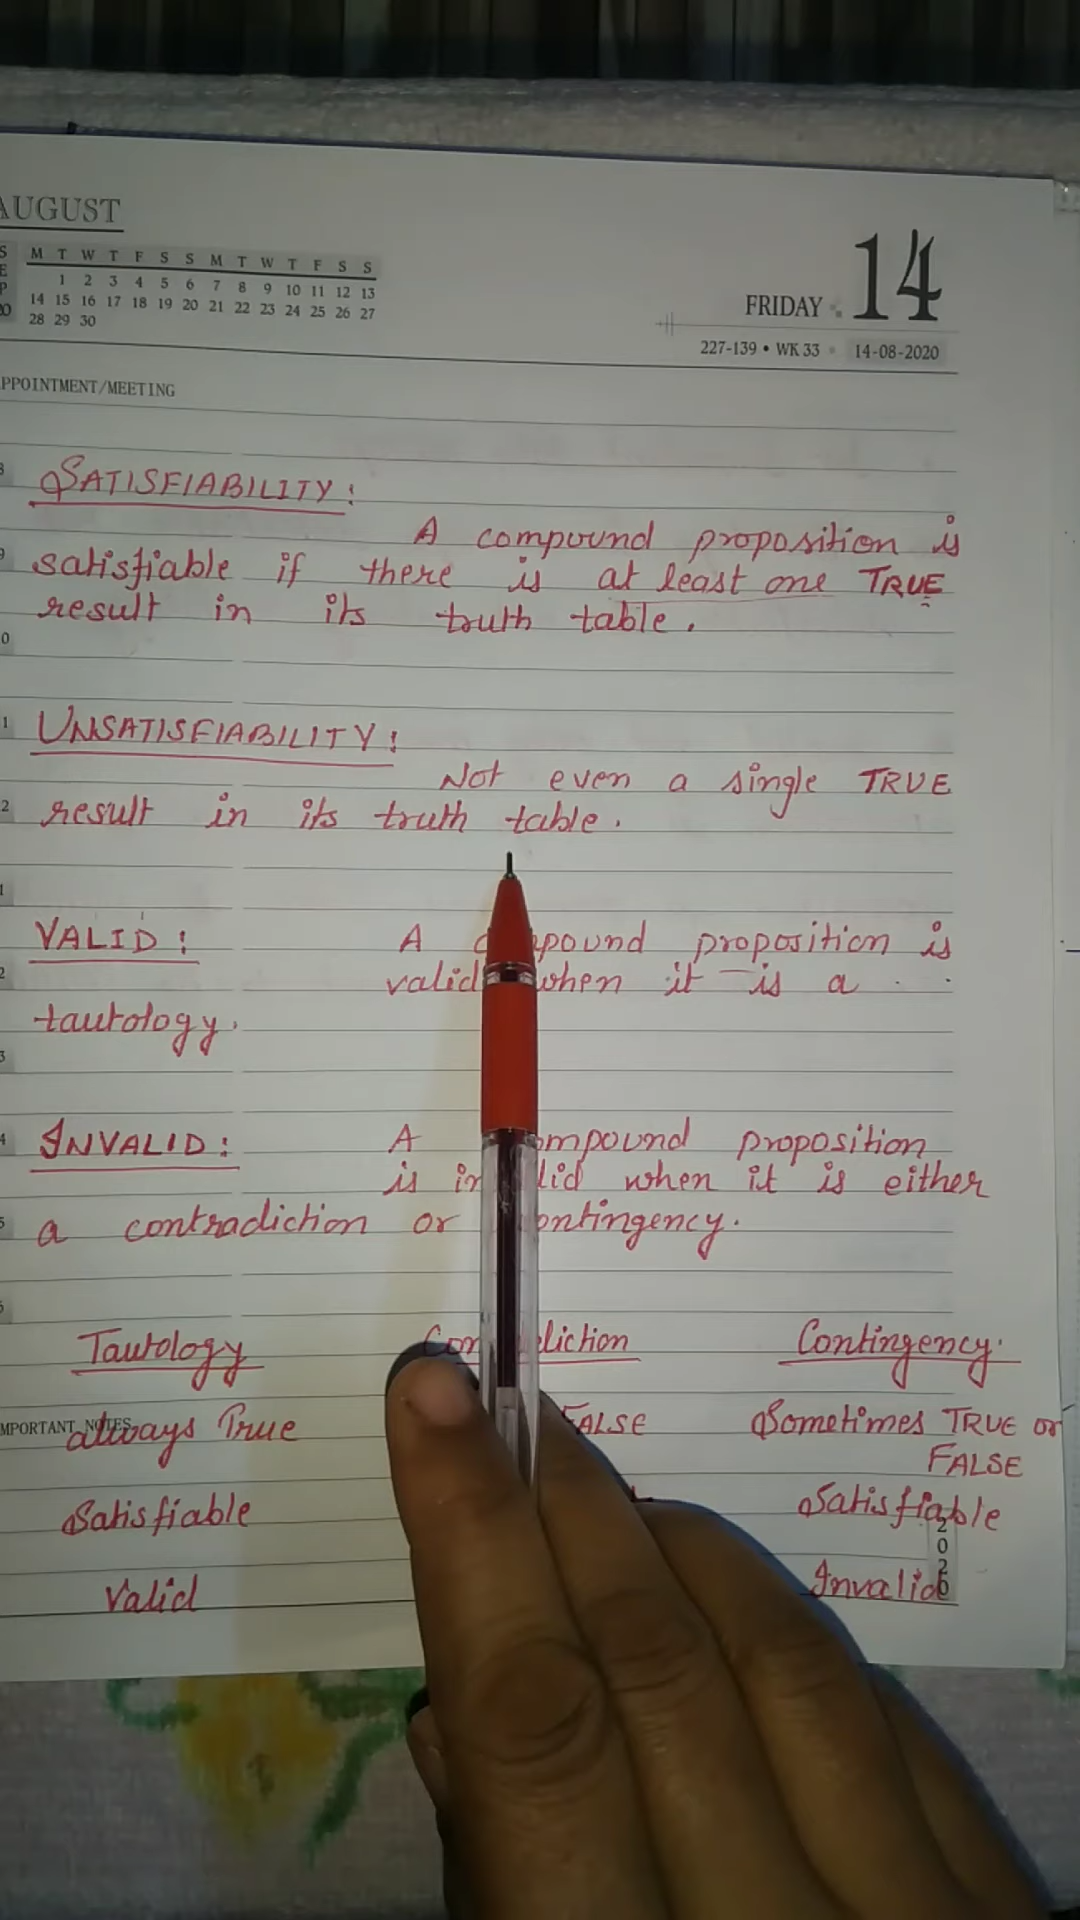 AUGUST
M T W T F S S M T W T F S S
1 2 3 4 5 6 7 8 9 10 11 12 13
14 15 16 17 18 19 20 21 22 23 24 25 26 27
28 29 30
FRIDAY 14
227-139 • WK 33 14-08-2020
PPOINTMENT/MEETING
SATISFIABILITY:
A compound proposition is
satisfiable if there is at least one TRUE
result in its truth table.
UNSATISFIABILITY:
Not even a single TRUE
result in its truth table.
VALID: A proposition is
valid when it is a
tautology.
INVALID: A proposition
is when it is either
a contradiction or
Tautology Contingency.
always True FALSE Sometimes TRUE or
FALSE
MPORTANT NOTES
Satisfiable Satisfiable
Valid Invalid
2020